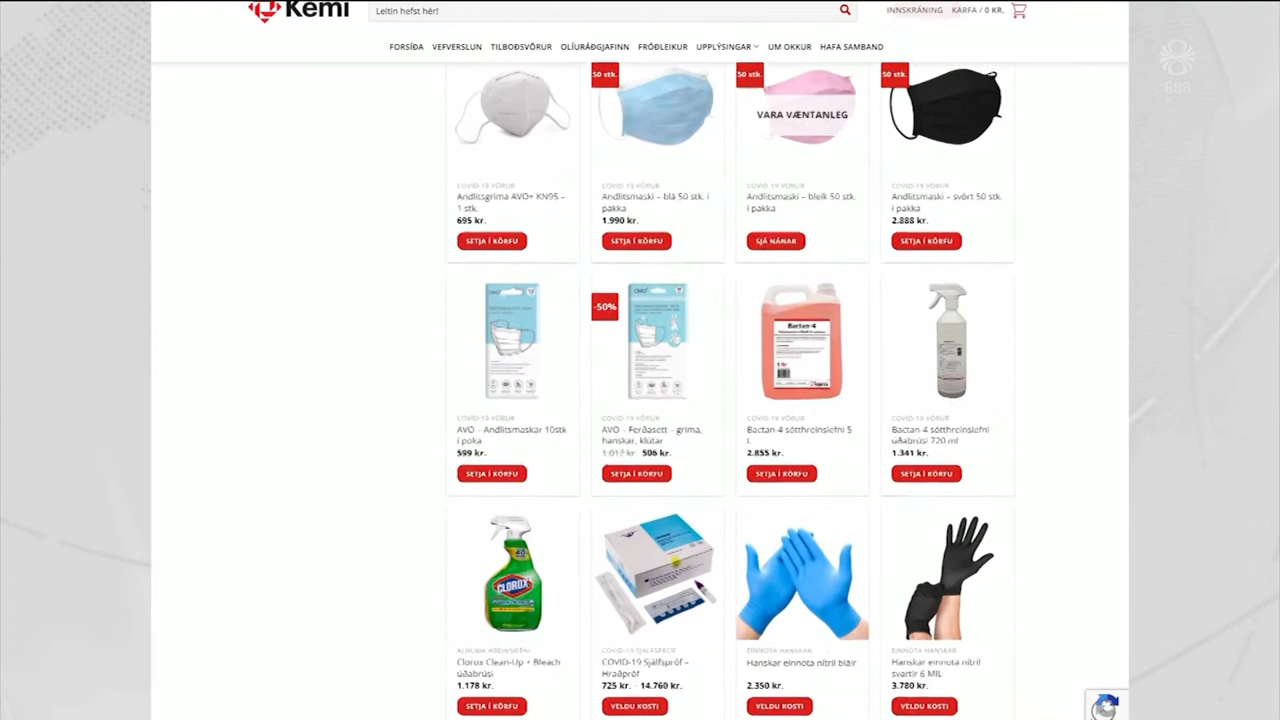 Kemi
Leitin hefst hér!
INNSKRÁNING KARFA / 0 KR.
FORSÍÐA VEFVERSLUN TILBOÐSVÖRUR OLÍURÁÐGJAFINN FRÓÐLEIKUR UPPLÝSINGAR UM OKKUR HAFA SAMBAND
888
50 stk.
50 stk.
VARA VÆNTANLEG
50 stk.
COVID-19 VÖRUR
Andlitsgríma AVO+ KN95 –
1 stk.
695 kr.
SETJA Í KÖRFU
COVID-19 VÖRUR
Andlitsmaski – blá 50 stk. í
pakka
1.990 kr.
SETJA Í KÖRFU
COVID-19 VÖRUR
Andlitsmaski – bleik 50 stk.
í pakka
SJÁ NÁNAR
COVID-19 VÖRUR
Andlitsmaski – svört 50 stk.
í pakka
2.888 kr.
SETJA Í KÖRFU
COVID-19 VÖRUR
AVO – Andlitsmaskar 10stk
í poka
599 kr.
SETJA Í KÖRFU
-50%
COVID-19 VÖRUR
AVO – Ferðasett – gríma,
hanskar, klútar
1.017 kr. 506 kr.
SETJA Í KÖRFU
Bactan-4
COVID-19 VÖRUR
Bactan-4 sótthreinsiefni 5
L
2.855 kr.
SETJA Í KÖRFU
COVID-19 VÖRUR
Bactan-4 sótthreinsiefni
úðabrúsi 720 ml
1.341 kr.
SETJA Í KÖRFU
CLOROX
ALHLIÐA HREINSIEFNI
Clorox Clean-Up + Bleach
úðabrúsi
1.178 kr.
SETJA Í KÖRFU
COVID-19 SJÁLFSPRÓF
COVID-19 Sjálfspróf –
Hraðpróf
725 kr. – 14.760 kr.
VELDU KOSTI
EINNOTA HANSKAR
Hanskar einnota nitril bláir
2.350 kr.
VELDU KOSTI
EINNOTA HANSKAR
Hanskar einnota nitril
svartir 6 MIL
3.780 kr.
VELDU KOSTI